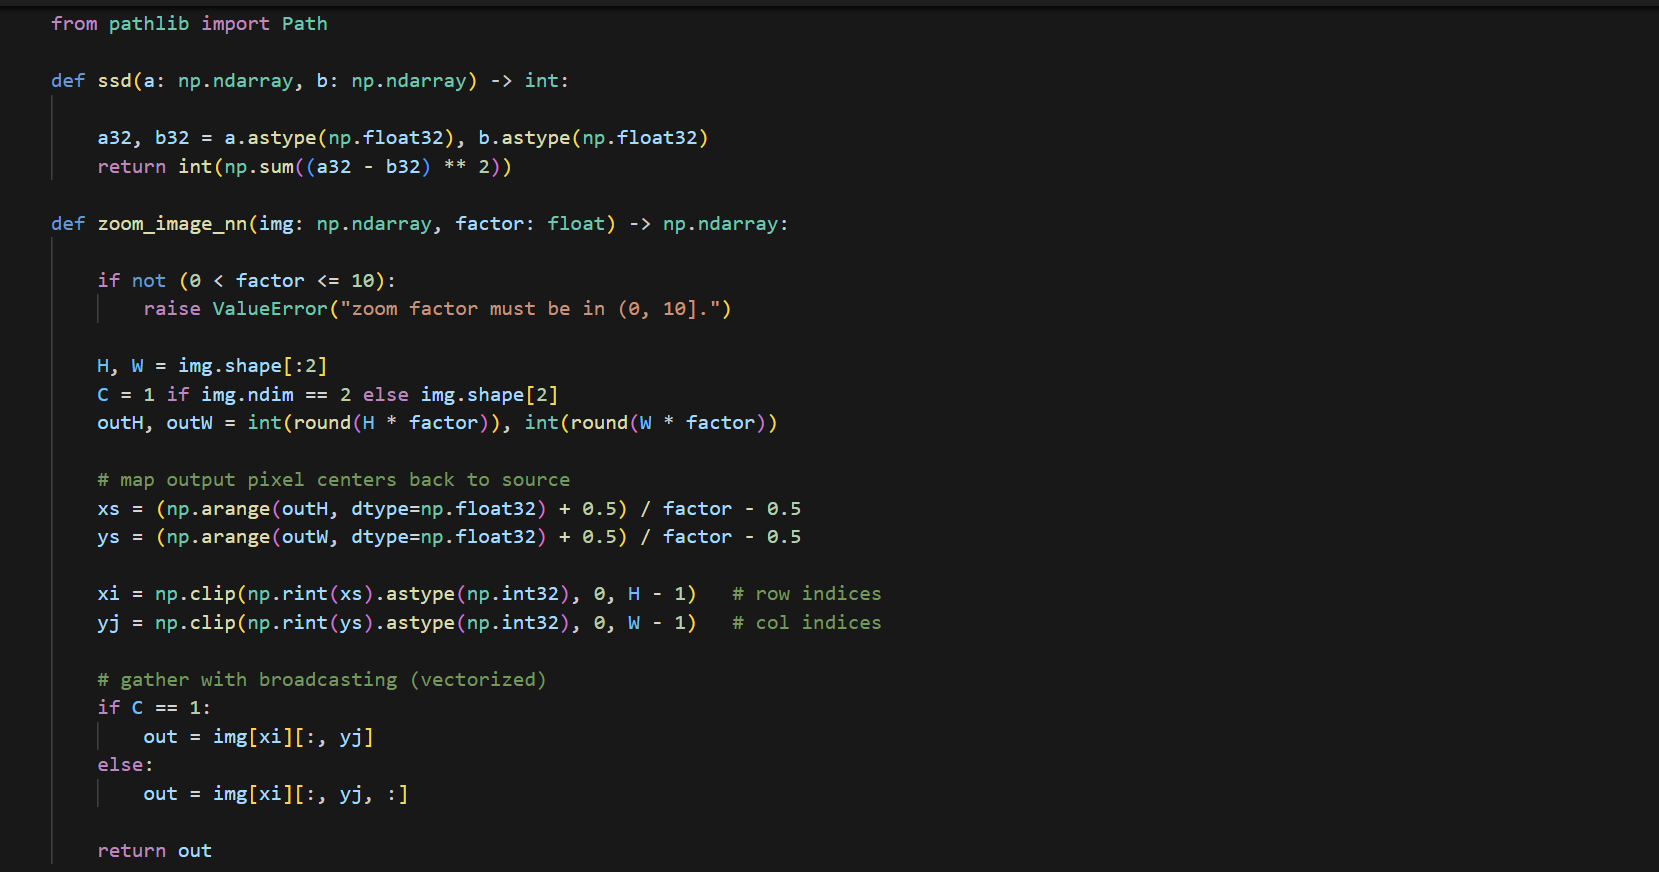 from pathlib import Path
def ssd(a: np.ndarray, b: np.ndarray) -> int:
a32, b32 = a.astype(np.float32), b.astype(np.float32)
return int(np.sum((a32 - b32) ** 2))
def zoom_image_nn(img: np.ndarray, factor: float) -> np.ndarray:
if not (0 < factor <= 10):
raise ValueError("zoom factor must be in (0, 10].")
H, W = img.shape[:2]
C = 1 if img.ndim == 2 else img.shape[2]
outH, outW = int(round(H * factor)), int(round(W * factor))
# map output pixel centers back to source
xs = (np.arange(outH, dtype=np.float32) + 0.5) / factor - 0.5
ys = (np.arange(outW, dtype=np.float32) + 0.5) / factor - 0.5
xi = np.clip(np.rint(xs).astype(np.int32), 0, H - 1)   # row indices
yj = np.clip(np.rint(ys).astype(np.int32), 0, W - 1)   # col indices
# gather with broadcasting (vectorized)
if C == 1:
out = img[xi][:, yj]
else:
out = img[xi][:, yj, :]
return out